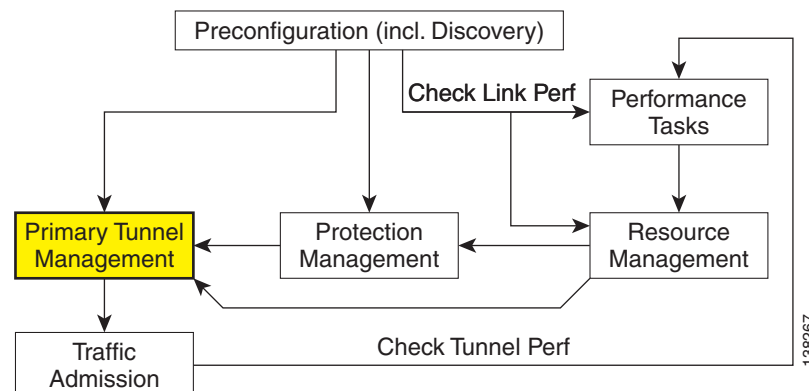 Preconfiguration (incl. Discovery)
Check Link Perf
Performance
Tasks
Primary Tunnel
Management
Protection
Management
Resource
Management
Traffic
Admission
Check Tunnel Perf
138267